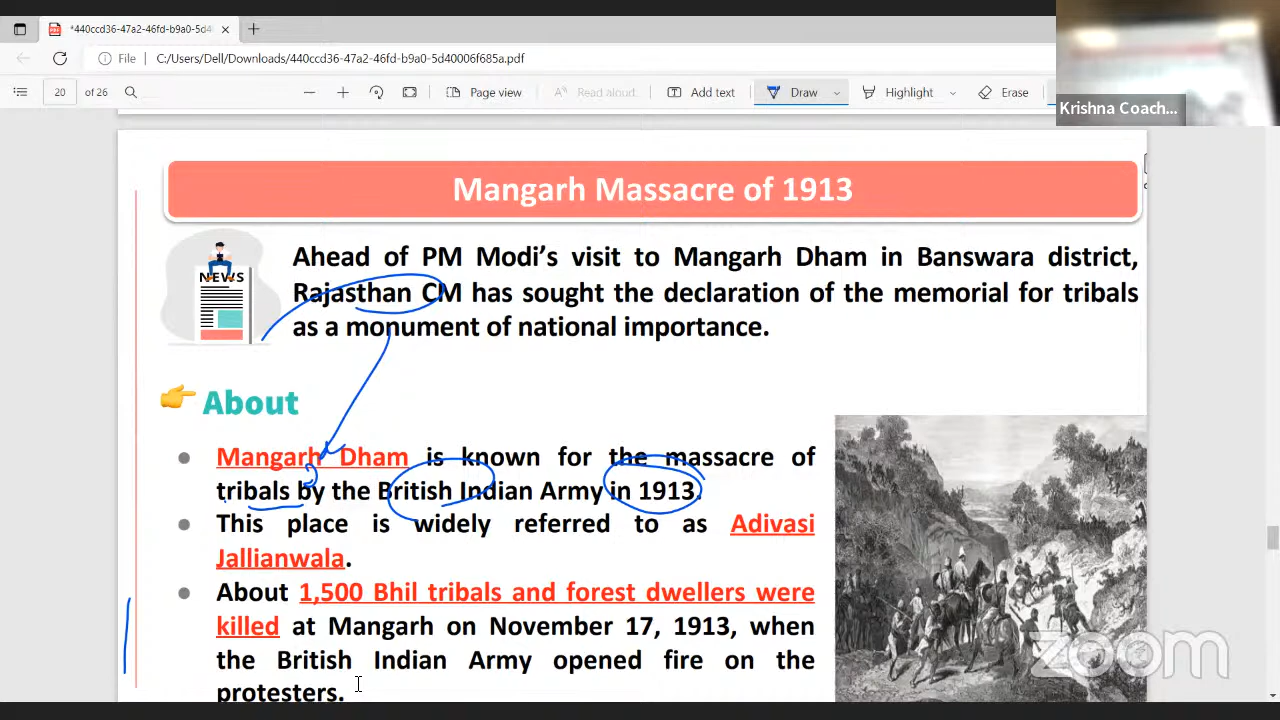 *440ccd36-47a2-46fd-b9a0-5d4
File
C:/Users/Dell/Downloads/440ccd36-47a2-46fd-b9a0-5d40006f685a.pdf
20 of 26
Page view
Read aloud
Add text
Draw
Highlight
Erase
Krishna Coach...
Mangarh Massacre of 1913
NEWS
Ahead of PM Modi’s visit to Mangarh Dham in Banswara district,
Rajasthan CM has sought the declaration of the memorial for tribals
as a monument of national importance.
About
Mangarh Dham is known for the massacre of
tribals by the British Indian Army in 1913.
This place is widely referred to as Adivasi
Jallianwala.
About 1,500 Bhil tribals and forest dwellers were
killed at Mangarh on November 17, 1913, when
the British Indian Army opened fire on the
protesters.
zoom